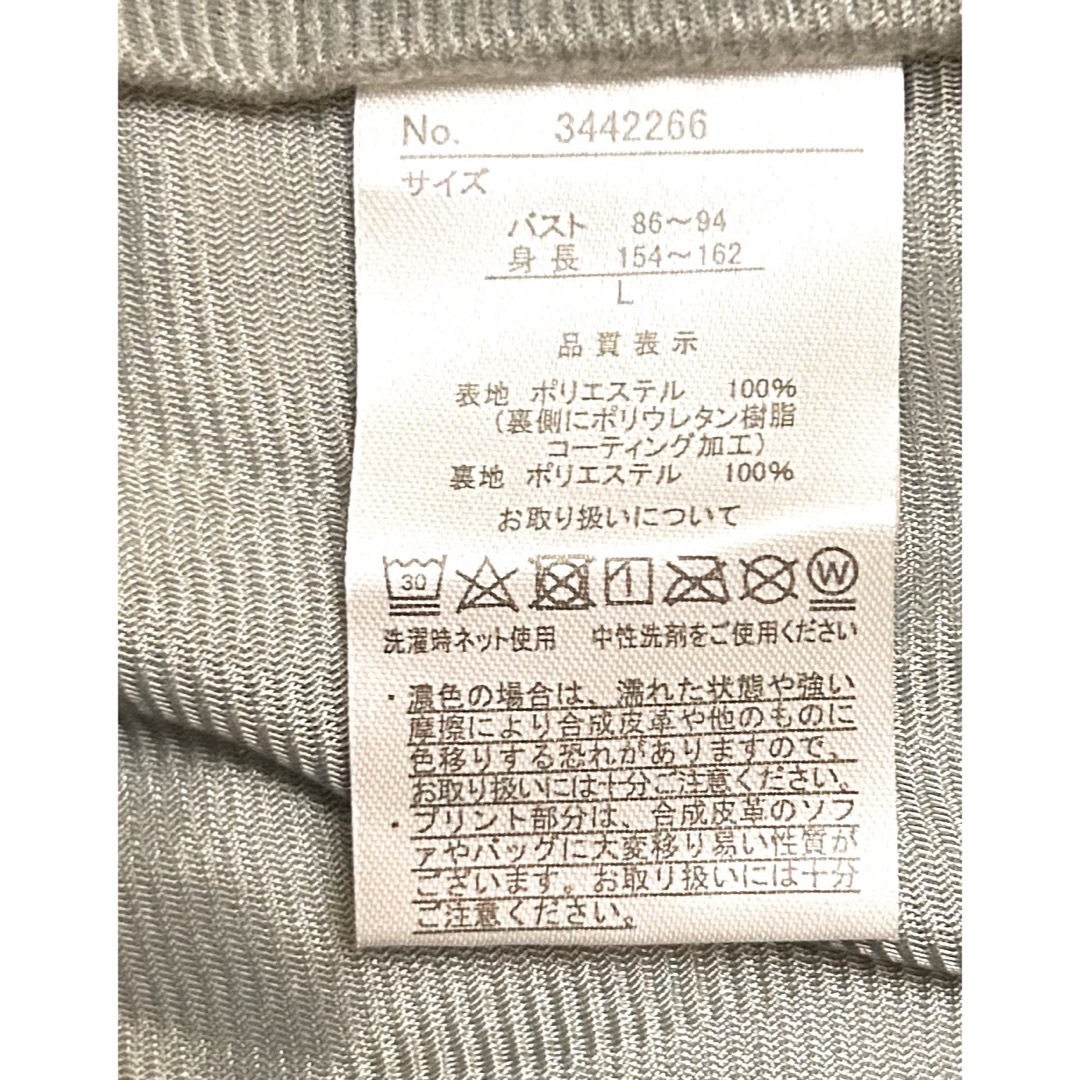 No. 3442266
サイズ
バスト 86～94
身長 154～162
L
品質表示
表地 ポリエステル 100%
(裏側にポリウレタン樹脂
コーティング加工)
裏地 ポリエステル 100%
お取り扱いについて
30 W
洗濯時ネット使用 中性洗剤をご使用ください
・濃色の場合は、濡れた状態や強い
摩擦により合成皮革や他のものに
色移りする恐れがありますので、
お取り扱いには十分ご注意ください。
・プリント部分は、合成皮革のソフ
ァやバッグに大変移り易い性質が
ございます。お取り扱いには十分
ご注意ください。